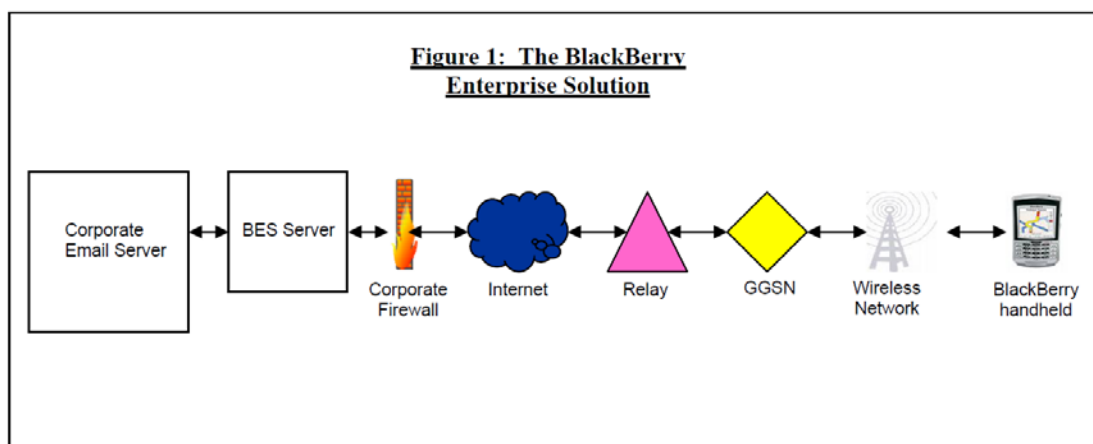 Figure 1: The BlackBerry
Enterprise Solution
Corporate
Email Server
BES Server
Corporate
Firewall
Internet
Relay
GGSN
Wireless
Network
BlackBerry
handheld